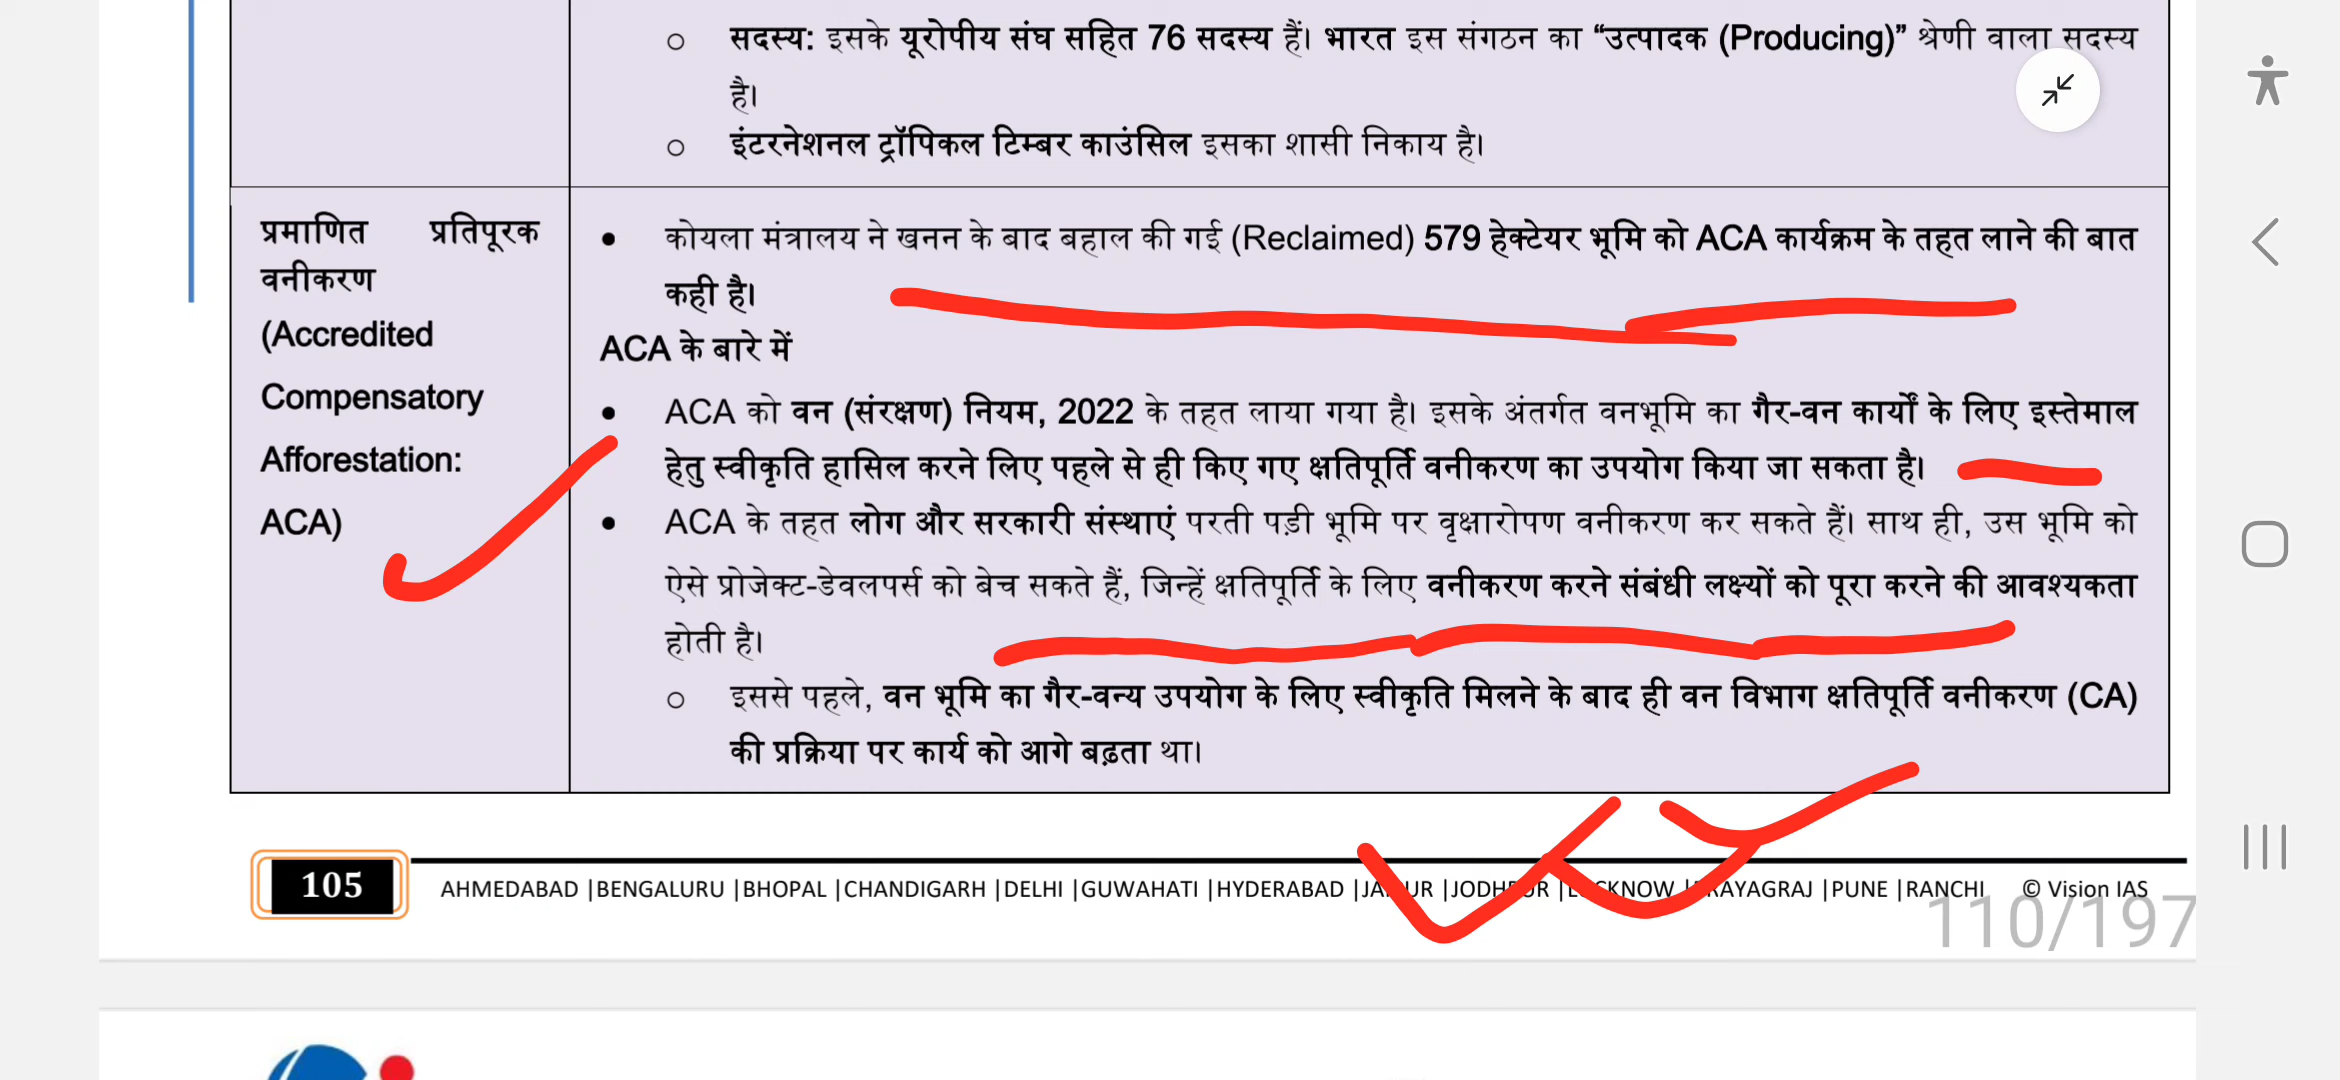 ○ सदस्य: इसके यूरोपीय संघ सहित 76 सदस्य हैं। भारत इस संगठन का “उत्पादक (Producing)” श्रेणी वाला सदस्य
है।
○ इंटरनेशनल ट्रॉपिकल टिम्बर काउंसिल इसका शासी निकाय है।
प्रमाणित प्रतिपूरक
वनीकरण
(Accredited
Compensatory
Afforestation:
ACA)
• कोयला मंत्रालय ने खनन के बाद बहाल की गई (Reclaimed) 579 हेक्टेयर भूमि को ACA कार्यक्रम के तहत लाने की बात
कही है।
ACA के बारे में
• ACA को वन (संरक्षण) नियम, 2022 के तहत लाया गया है। इसके अंतर्गत वनभूमि का गैर-वन कार्यों के लिए इस्तेमाल
हेतु स्वीकृति हासिल करने लिए पहले से ही किए गए क्षतिपूर्ति वनीकरण का उपयोग किया जा सकता है।
• ACA के तहत लोग और सरकारी संस्थाएं परती पड़ी भूमि पर वृक्षारोपण वनीकरण कर सकते हैं। साथ ही, उस भूमि को
ऐसे प्रोजेक्ट-डेवलपर्स को बेच सकते हैं, जिन्हें क्षतिपूर्ति के लिए वनीकरण करने संबंधी लक्ष्यों को पूरा करने की आवश्यकता
होती है।
○ इससे पहले, वन भूमि का गैर-वन्य उपयोग के लिए स्वीकृति मिलने के बाद ही वन विभाग क्षतिपूर्ति वनीकरण (CA)
की प्रक्रिया पर कार्य को आगे बढ़ता था।
105 AHMEDABAD |BENGALURU |BHOPAL |CHANDIGARH |DELHI |GUWAHATI |HYDERABAD |JAIPUR |JODHPUR |LUCKNOW |PRAYAGRAJ |PUNE |RANCHI © Vision IAS
110/197